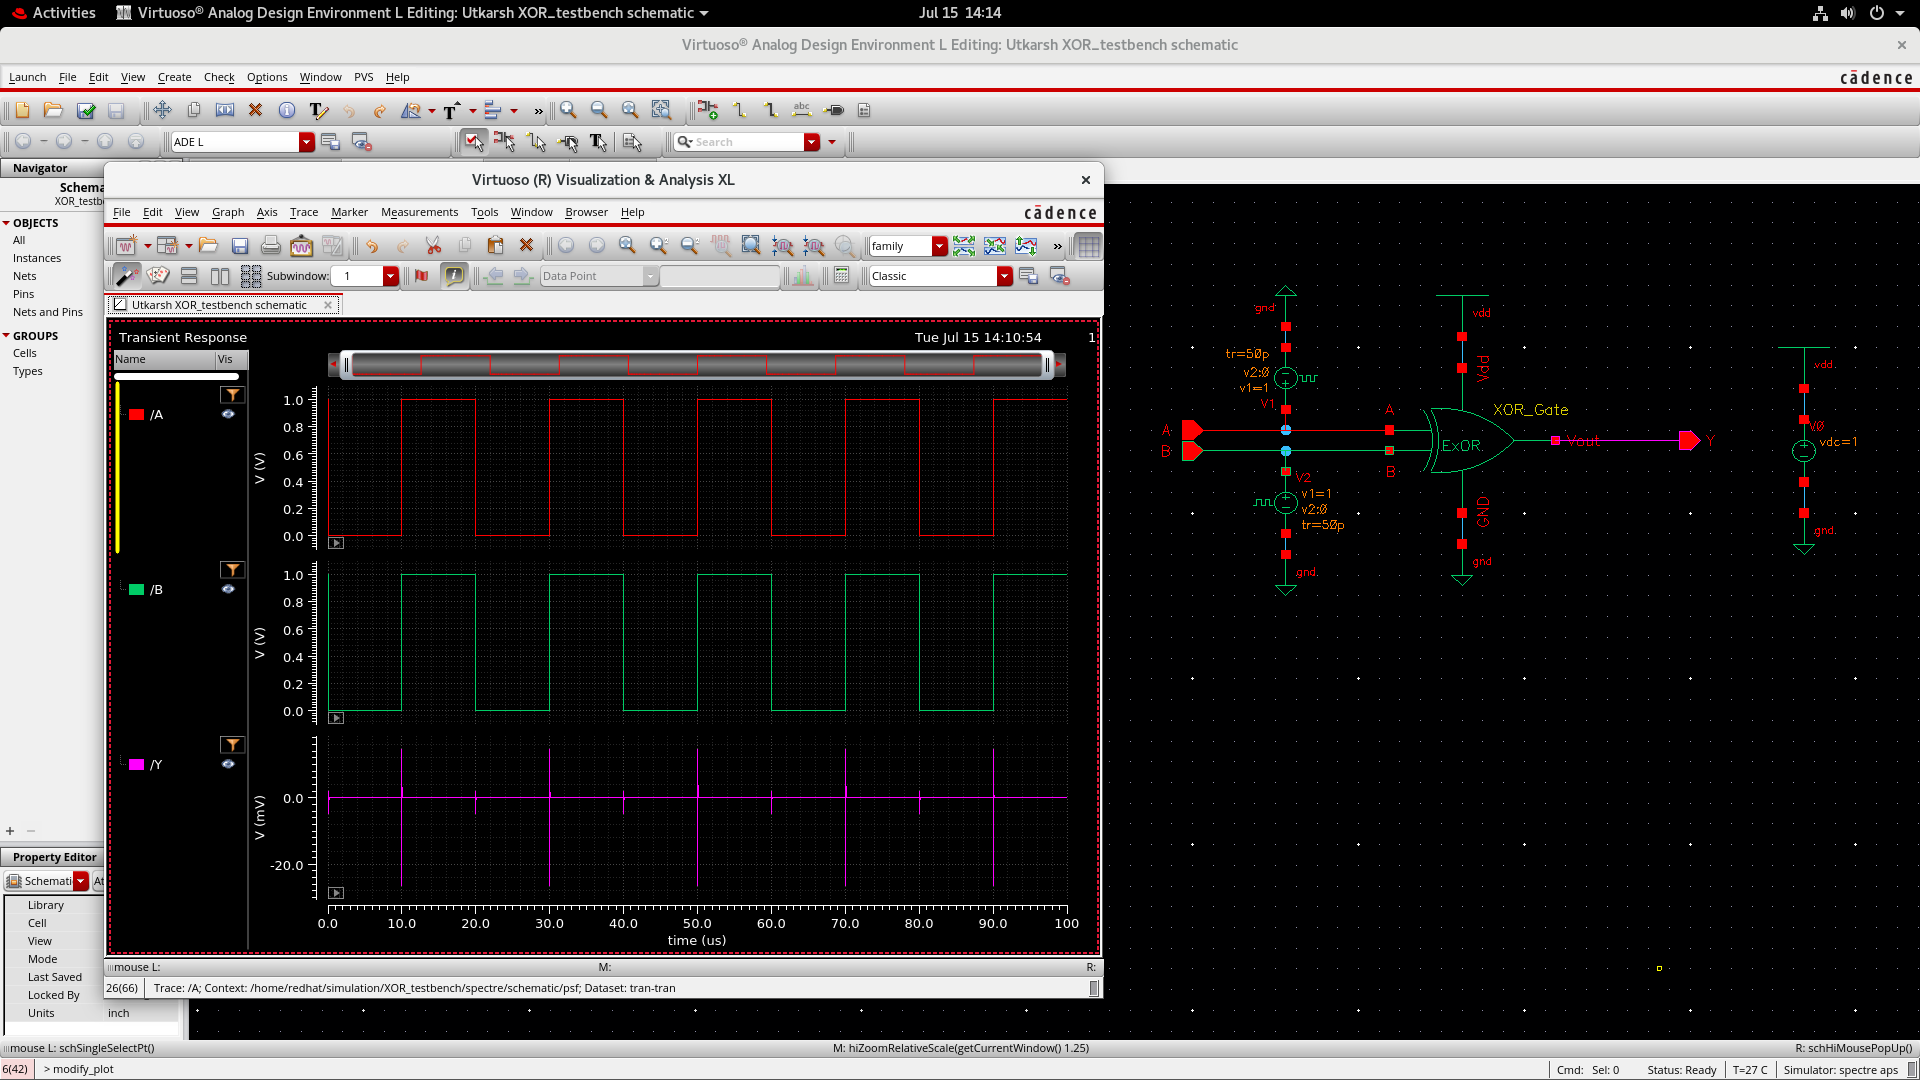 Activities
Virtuoso® Analog Design Environment L Editing: Utkarsh XOR_testbench schematic
Jul 15 14:14
Virtuoso® Analog Design Environment L Editing: Utkarsh XOR_testbench schematic
Launch File Edit View Create Check Options Window PVS Help
cādence
ADE L
Search
Navigator
Schema
XOR_testb
OBJECTS
All
Instances
Nets
Pins
Nets and Pins
GROUPS
Cells
Types
Property Editor
Schemati
At
Library
Cell
View
Mode
Last Saved
Locked By
Units inch
Virtuoso (R) Visualization & Analysis XL
File Edit View Graph Axis Trace Marker Measurements Tools Window Browser Help
cādence
family
Subwindow: 1
Data Point
Classic
Utkarsh XOR_testbench schematic
Transient Response
Tue Jul 15 14:10:54
1
Name Vis
/A
V (V)
1.0
0.8
0.6
0.4
0.2
0.0
/B
V (V)
1.0
0.8
0.6
0.4
0.2
0.0
/Y
V (mV)
0.0
-20.0
0.0 10.0 20.0 30.0 40.0 50.0 60.0 70.0 80.0 90.0 100
time (us)
mouse L: M: R:
26(66) Trace: /A; Context: /home/redhat/simulation/XOR_testbench/spectre/schematic/psf; Dataset: tran-tran
gnd
tr=50p
v2:0
v1=1
V1
A
B
A
B
V2
v1=1
v2:0
tr=50p
gnd
vdd
Vdd
XOR_Gate
ExOR
Vout
Y
GND
gnd
vdd
V0
vdc=1
gnd
mouse L: schSingleSelectPt()
M: hiZoomRelativeScale(getCurrentWindow() 1.25)
R: schHiMousePopUp()
6(42) > modify_plot
Cmd: Sel: 0 Status: Ready T=27 C Simulator: spectre aps